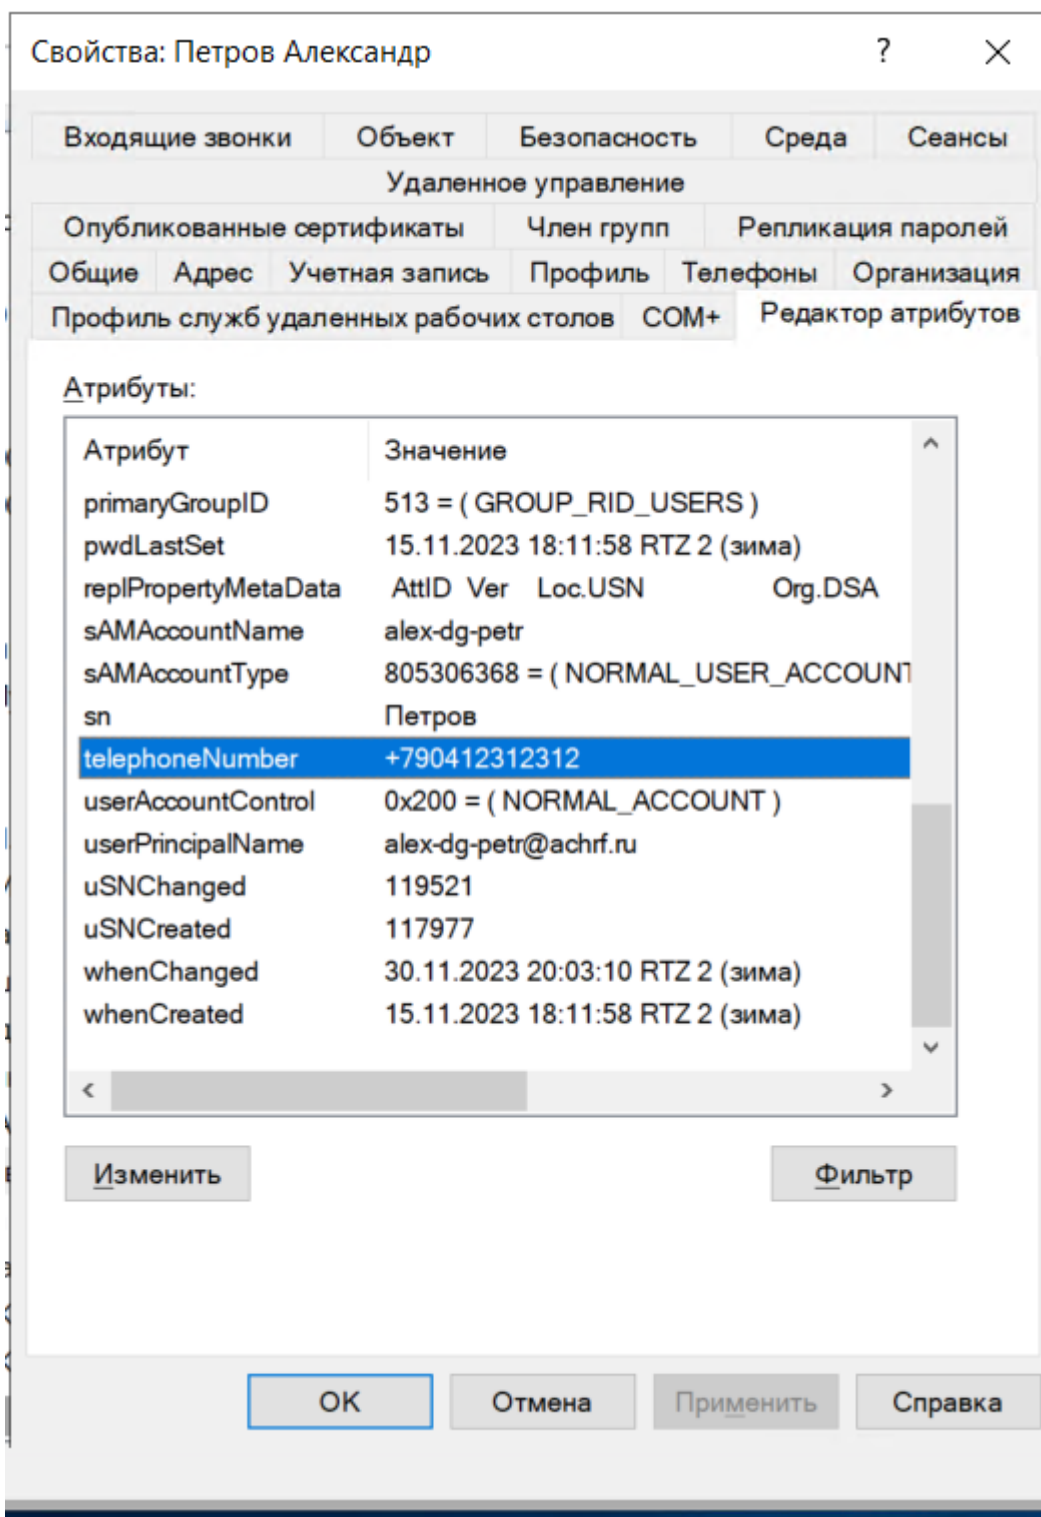 Свойства: Петров Александр ?
Входящие звонки Объект Безопасность Среда Сеансы
Удаленное управление
Опубликованные сертификаты Член групп Репликация паролей
Общие Адрес Учетная запись Профиль Телефоны Организация
Профиль служб удаленных рабочих столов COM+ Редактор атрибутов
Атрибуты:
Атрибут Значение
primaryGroupID 513 = ( GROUP_RID_USERS )
pwdLastSet 15.11.2023 18:11:58 RTZ 2 (зима)
replPropertyMetaData AttID Ver Loc.USN Org.DSA
sAMAccountName alex-dg-petr
sAMAccountType 805306368 = ( NORMAL_USER_ACCOUNT
sn Петров
telephoneNumber +790412312312
userAccountControl 0x200 = ( NORMAL_ACCOUNT )
userPrincipalName alex-dg-petr@achrf.ru
uSNChanged 119521
uSNCreated 117977
whenChanged 30.11.2023 20:03:10 RTZ 2 (зима)
whenCreated 15.11.2023 18:11:58 RTZ 2 (зима)
Изменить Фильтр
OK Отмена Применить Справка